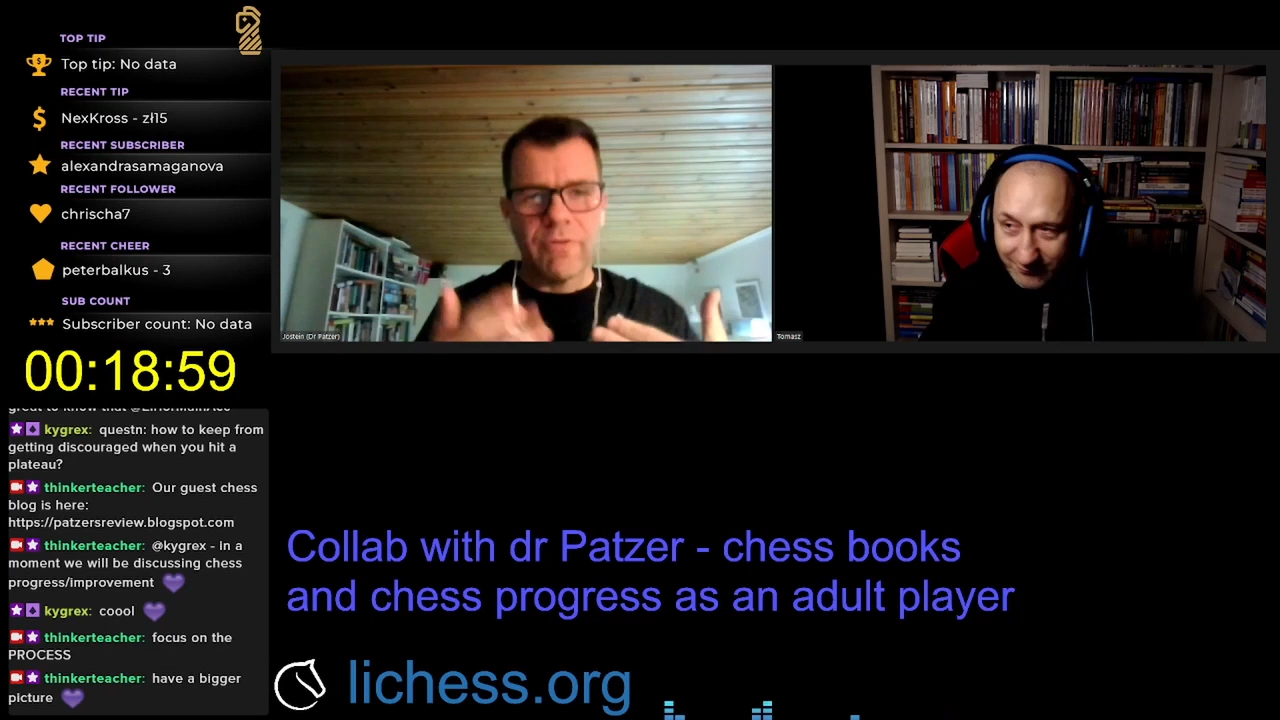 TOP TIP
Top tip: No data
RECENT TIP
NexKross - zł15
RECENT SUBSCRIBER
alexandrasamaganova
RECENT FOLLOWER
chrischa7
RECENT CHEER
peterbalkus - 3
SUB COUNT
Subscriber count: No data
00:18:59
kygrex: questn: how to keep from
getting discouraged when you hit a
plateau?
thinkerteacher: Our guest chess
blog is here:
https://patzersreview.blogspot.com
thinkerteacher: @kygrex - In a
moment we will be discussing chess
progress/improvement
kygrex: coool
thinkerteacher: focus on the
PROCESS
thinkerteacher: have a bigger
picture
Jostein (Dr Patzer)
Tomasz
Collab with dr Patzer - chess books
and chess progress as an adult player
lichess.org